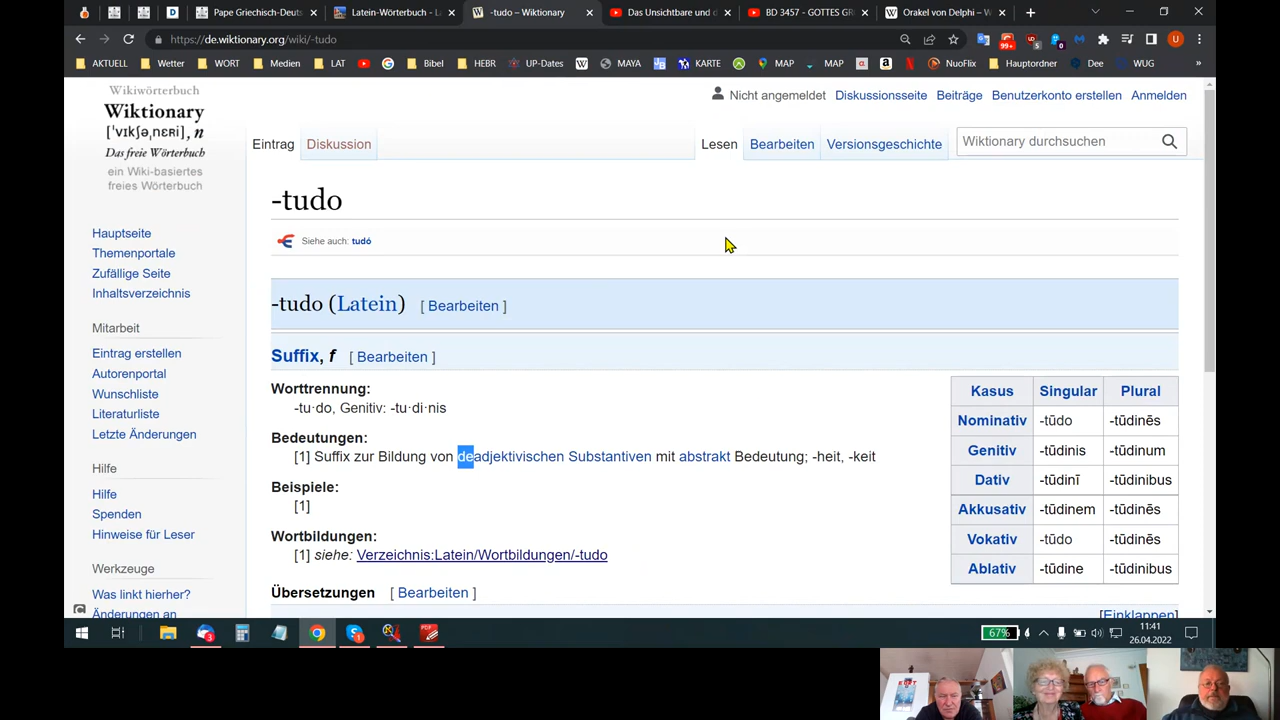 Pape Griechisch-Deuts
Latein-Wörterbuch - L
-tudo – Wiktionary
Das Unsichtbare und d
BD 3457 - GOTTES GR
Orakel von Delphi – W
https://de.wiktionary.org/wiki/-tudo
99+
5
0
U
AKTUELL
Wetter
WORT
Medien
LAT
Bibel
HEBR
UP-Dates
MAYA
KARTE
MAP
MAP
NuoFlix
Hauptordner
Dee
WUG
»
Wikiwörterbuch
Wiktionary
['vɪkʃəˌnɛʀi], n
Das freie Wörterbuch
ein Wiki-basiertes
freies Wörterbuch
Nicht angemeldet Diskussionsseite Beiträge Benutzerkonto erstellen Anmelden
Eintrag Diskussion
Lesen Bearbeiten Versionsgeschichte
Wiktionary durchsuchen
-tudo
Siehe auch: tudó
-tudo (Latein) [ Bearbeiten ]
Suffix, f [ Bearbeiten ]
Worttrennung:
-tu·do, Genitiv: -tu·di·nis
Bedeutungen:
[1] Suffix zur Bildung von deadjektivischen Substantiven mit abstrakt Bedeutung; -heit, -keit
Beispiele:
[1]
Wortbildungen:
[1] siehe: Verzeichnis:Latein/Wortbildungen/-tudo
Übersetzungen [ Bearbeiten ]
[Einklappen]
Kasus Singular Plural
Nominativ -tūdo -tūdinēs
Genitiv -tūdinis -tūdinum
Dativ -tūdinī -tūdinibus
Akkusativ -tūdinem -tūdinēs
Vokativ -tūdo -tūdinēs
Ablativ -tūdine -tūdinibus
Hauptseite
Themenportale
Zufällige Seite
Inhaltsverzeichnis
Mitarbeit
Eintrag erstellen
Autorenportal
Wunschliste
Literaturliste
Letzte Änderungen
Hilfe
Hilfe
Spenden
Hinweise für Leser
Werkzeuge
Was linkt hierher?
Änderungen an
67%
11:41
26.04.2022